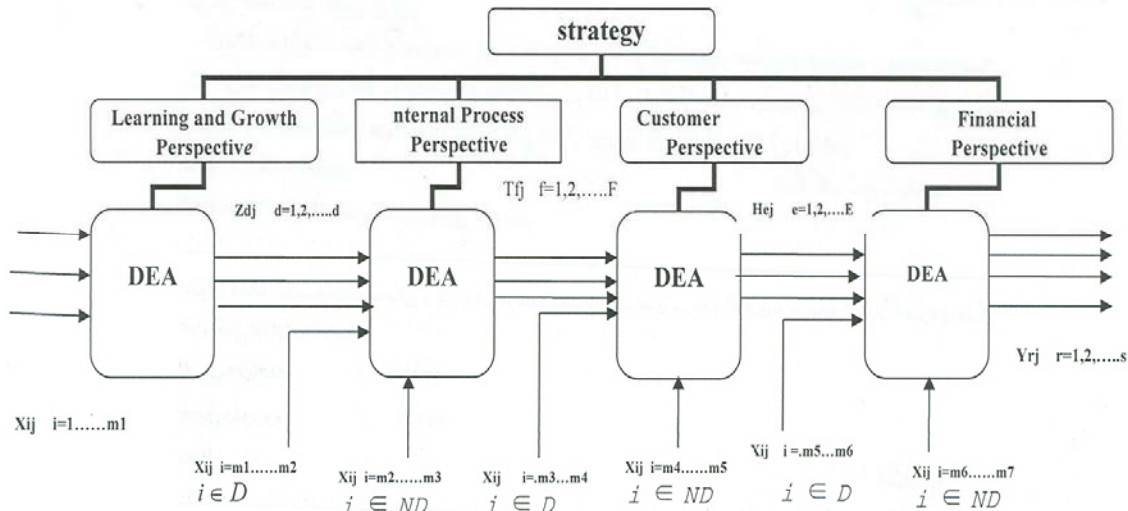 strategy
Learning and Growth
Perspective
nternal Process
Perspective
Customer
Perspective
Financial
Perspective
Zdj d=1,2,.....d
Tfj f=1,2,.....F
Hej e=1,2,....E
DEA
DEA
DEA
DEA
Yrj r=1,2,.....s
Xij i=1......m1
Xij i=m1......m2
i ∈ D
Xij i=m2......m3
i ∈ ND
Xij i=.m3...m4
i ∈ D
Xij i=m4......m5
i ∈ ND
Xij i =.m5...m6
i ∈ D
Xij i=m6......m7
i ∈ ND